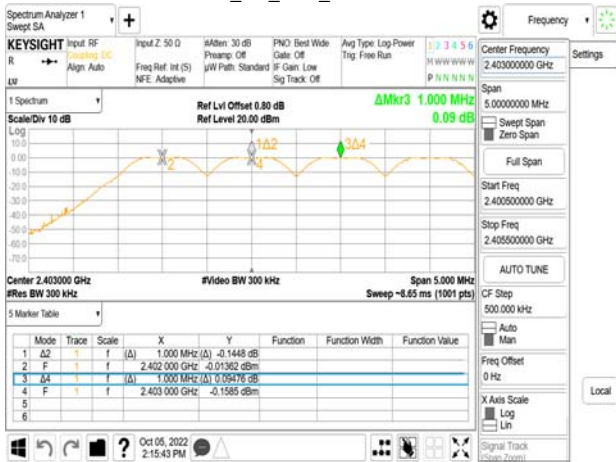 Spectrum Analyzer 1
Swept SA
Frequency
KEYSIGHT Input: RF
R
Coupling: DC
Align: Auto
Input Z: 50 Ω
Freq Ref: Int (S)
NFE: Adaptive
#Atten: 30 dB
Preamp: Off
µW Path: Standard
PNO: Best Wide
Gate: Off
IF Gain: Low
Sig Track: Off
Avg Type: Log-Power
Trig: Free Run
1 2 3 4 5 6
M W W W W W
P N N N N N
1 Spectrum
Scale/Div 10 dB
Ref Lvl Offset 0.80 dB
Ref Level 20.00 dBm
ΔMkr3 1.000 MHz
0.09 dB
Log
10.0
0.00
-10.0
-20.0
-30.0
-40.0
-50.0
-60.0
-70.0
2
1Δ2
4
3Δ4
Center 2.403000 GHz
#Res BW 300 kHz
#Video BW 300 kHz
Span 5.000 MHz
Sweep ~8.65 ms (1001 pts)
5 Marker Table
Mode Trace Scale X Y Function Function Width Function Value
1 Δ2 1 f (Δ) 1.000 MHz (Δ) -0.1448 dB
2 F 1 f 2.402 000 GHz -0.01362 dBm
3 Δ4 1 f (Δ) 1.000 MHz (Δ) 0.09476 dB
4 F 1 f 2.403 000 GHz -0.1585 dBm
5
6
Oct 05, 2022
2:15:43 PM
Center Frequency
2.403000000 GHz
Span
5.00000000 MHz
Swept Span
Zero Span
Full Span
Start Freq
2.400500000 GHz
Stop Freq
2.405500000 GHz
AUTO TUNE
CF Step
500.000 kHz
Auto
Man
Freq Offset
0 Hz
X Axis Scale
Log
Lin
Signal Track
(Span Zoom)
Settings
Local